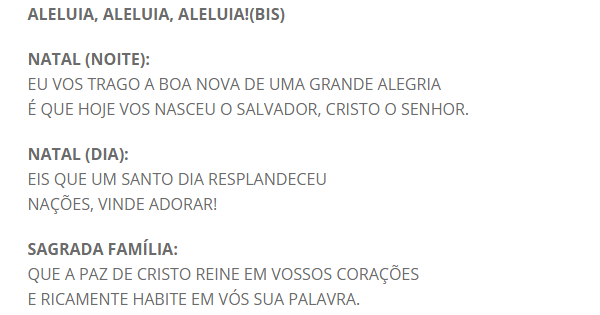 ALELUIA, ALELUIA, ALELUIA!(BIS)
NATAL (NOITE):
EU VOS TRAGO A BOA NOVA DE UMA GRANDE ALEGRIA
É QUE HOJE VOS NASCEU O SALVADOR, CRISTO O SENHOR.
NATAL (DIA):
EIS QUE UM SANTO DIA RESPLANDECEU
NAÇÕES, VINDE ADORAR!
SAGRADA FAMÍLIA:
QUE A PAZ DE CRISTO REINE EM VOSSOS CORAÇÕES
E RICAMENTE HABITE EM VÓS SUA PALAVRA.